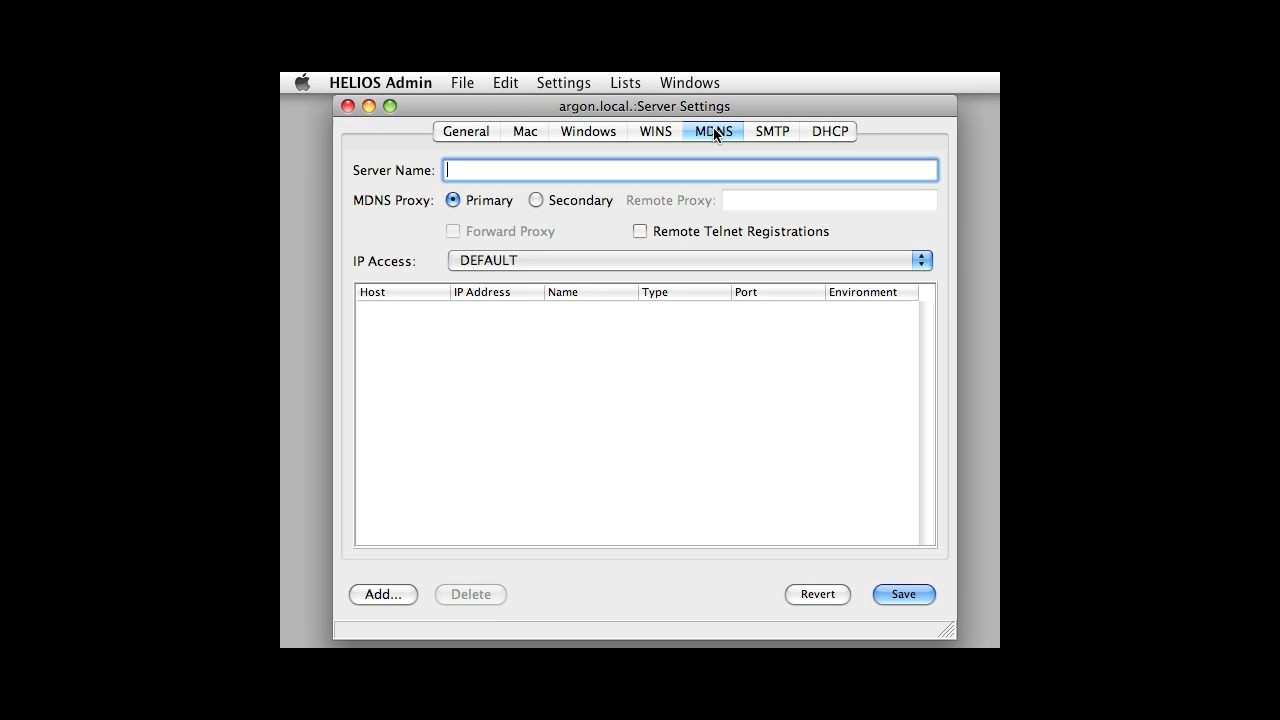 HELIOS Admin File Edit Settings Lists Windows
argon.local.:Server Settings
General Mac Windows WINS MDNS SMTP DHCP
Server Name:
MDNS Proxy: Primary Secondary Remote Proxy:
Forward Proxy Remote Telnet Registrations
IP Access: DEFAULT
Host IP Address Name Type Port Environment
Add... Delete Revert Save